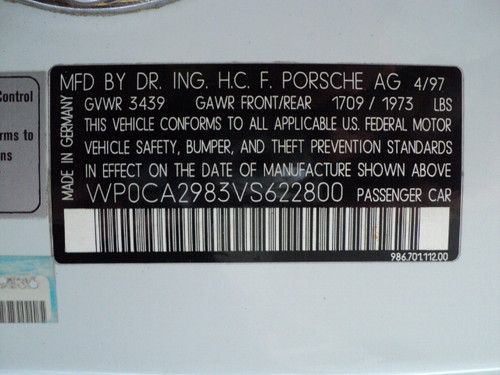 MFD BY DR. ING. H.C. F. PORSCHE AG 4/97
GVWR 3439 GAWR FRONT/REAR 1709 / 1973 LBS
THIS VEHICLE CONFORMS TO ALL APPLICABLE U.S. FEDERAL MOTOR
VEHICLE SAFETY, BUMPER, AND THEFT PREVENTION STANDARDS
IN EFFECT ON THE DATE OF MANUFACTURE SHOWN ABOVE
WP0CA2983VS622800 PASSENGER CAR
986.701.112.00
MADE IN GERMANY
Control
rms to
ns